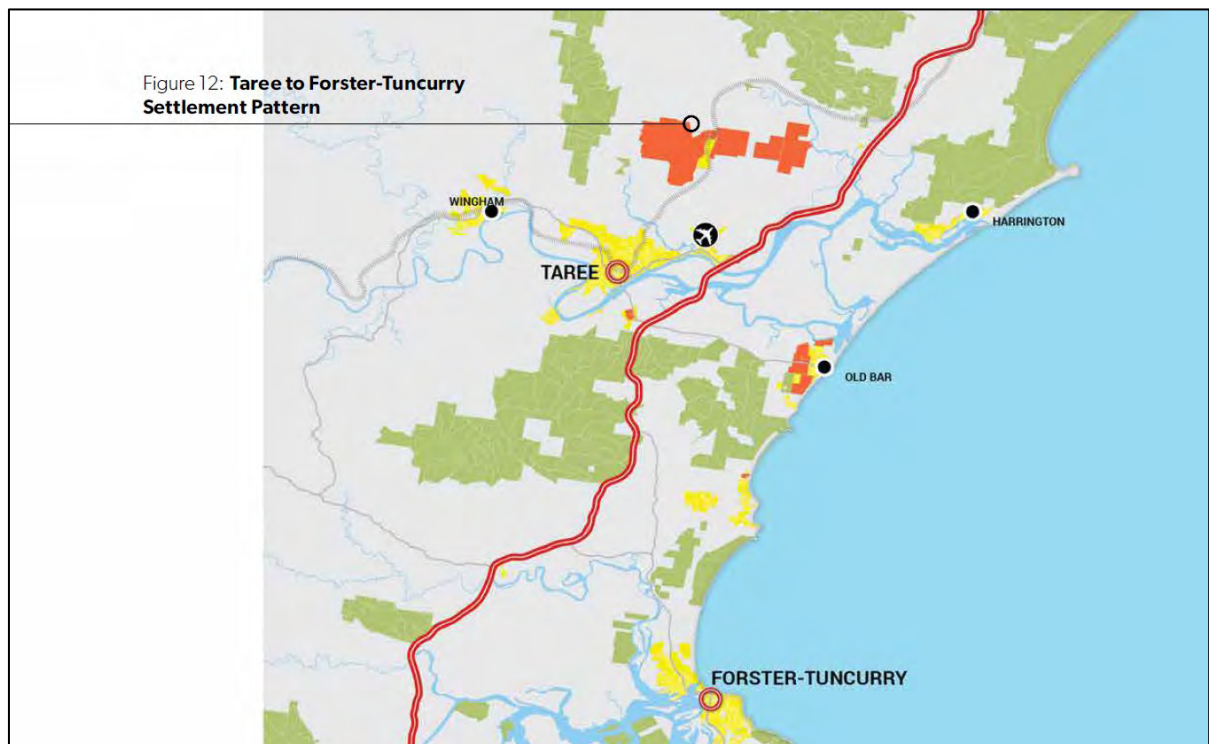 Figure 12: Taree to Forster-Tuncurry
Settlement Pattern
WINGHAM
HARRINGTON
TAREE
OLD BAR
FORSTER-TUNCURRY